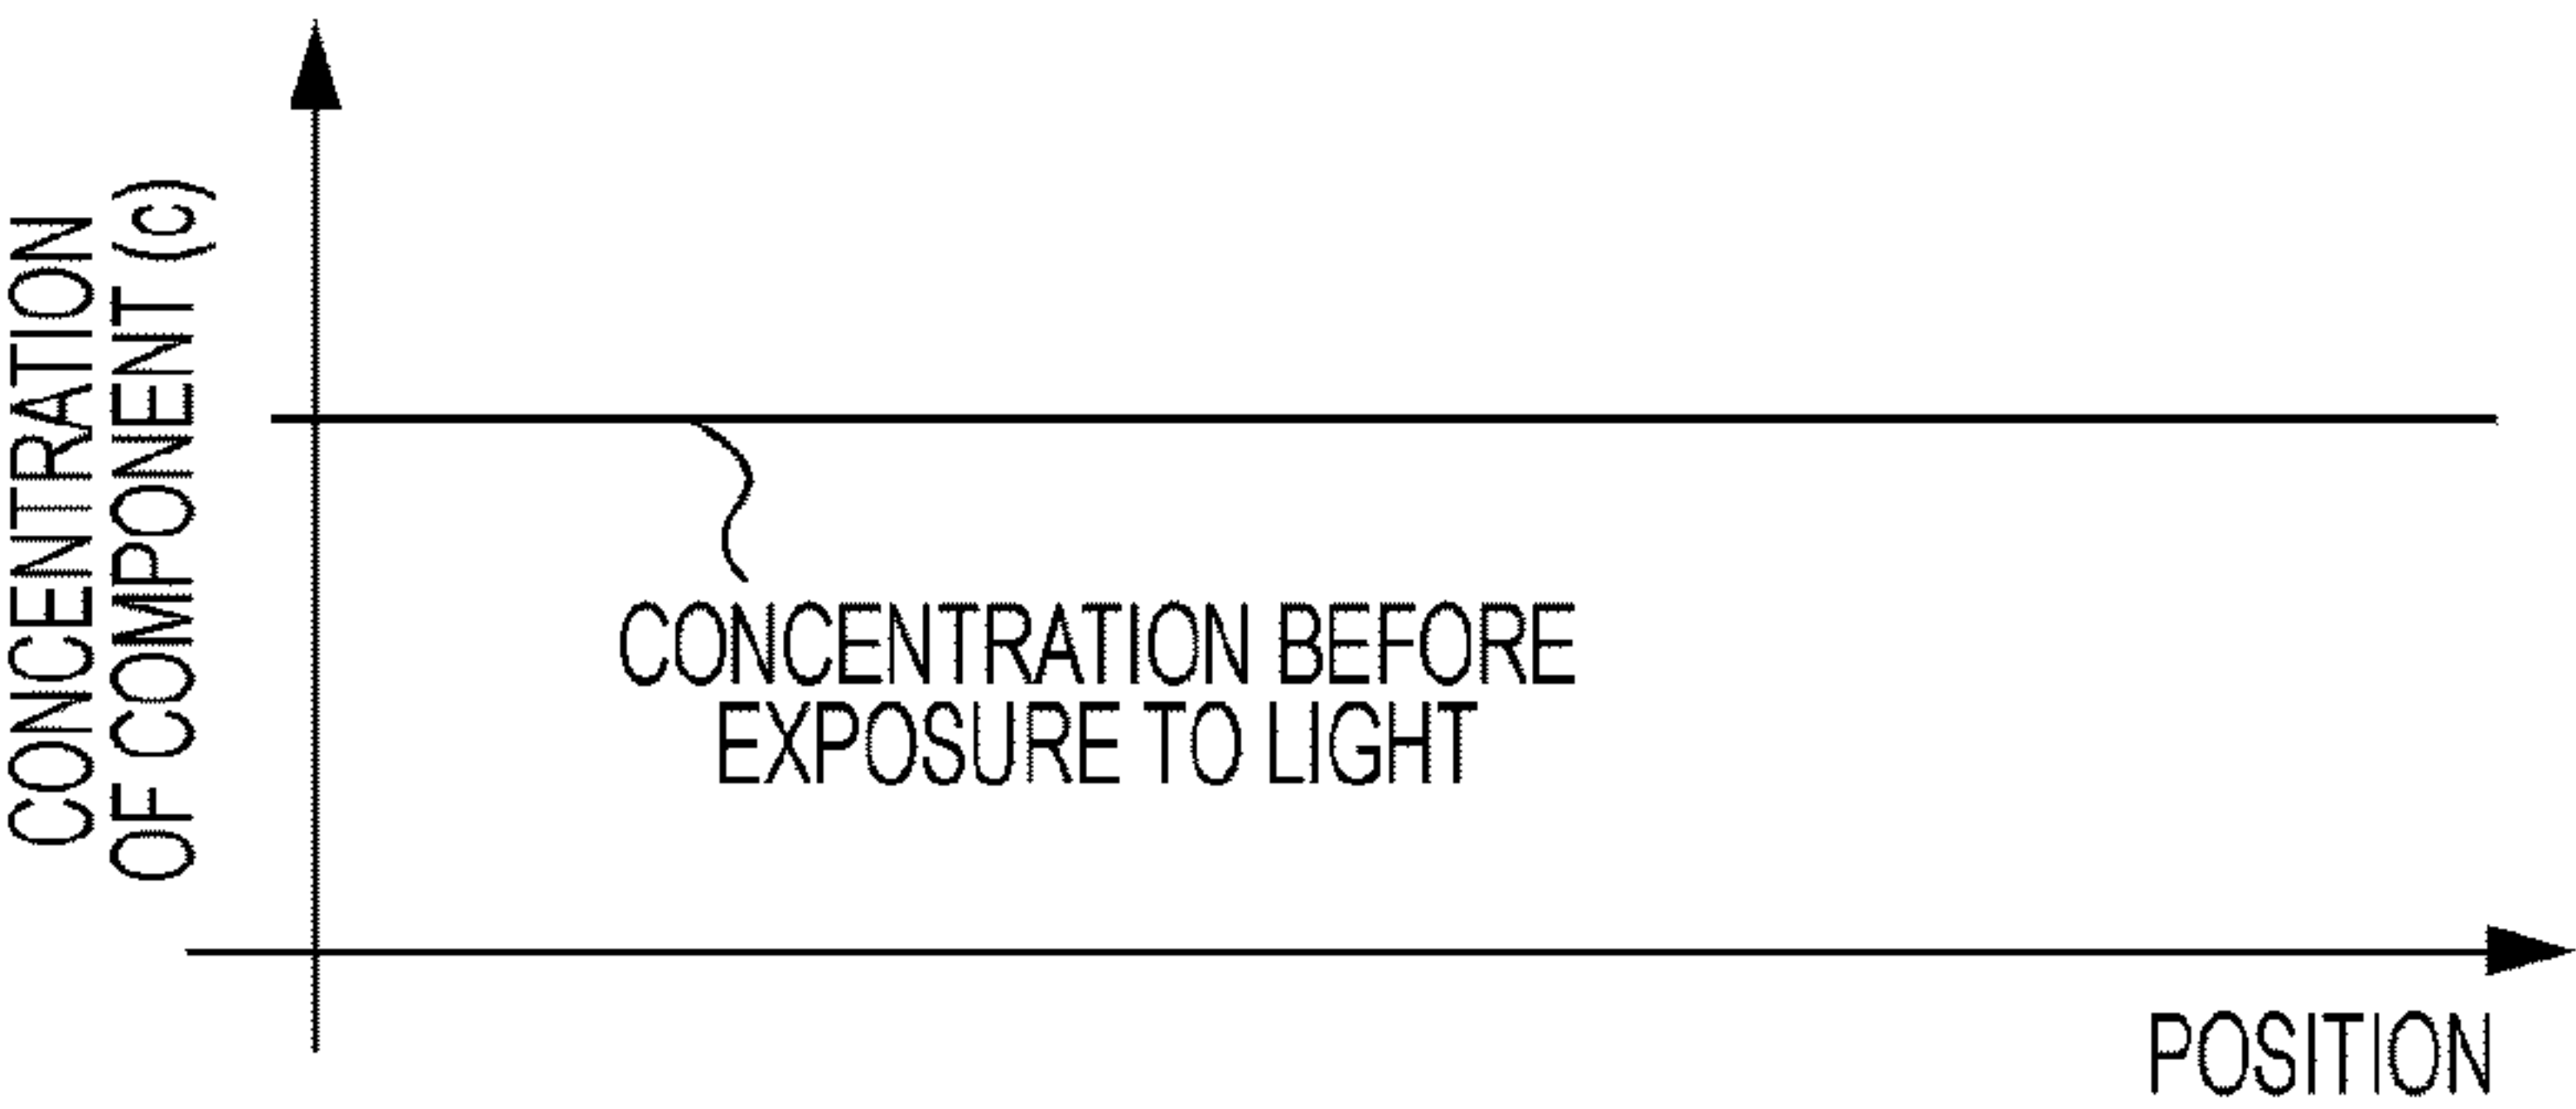 CONCENTRATION
OF COMPONENT (c)
CONCENTRATION BEFORE
EXPOSURE TO LIGHT
POSITION